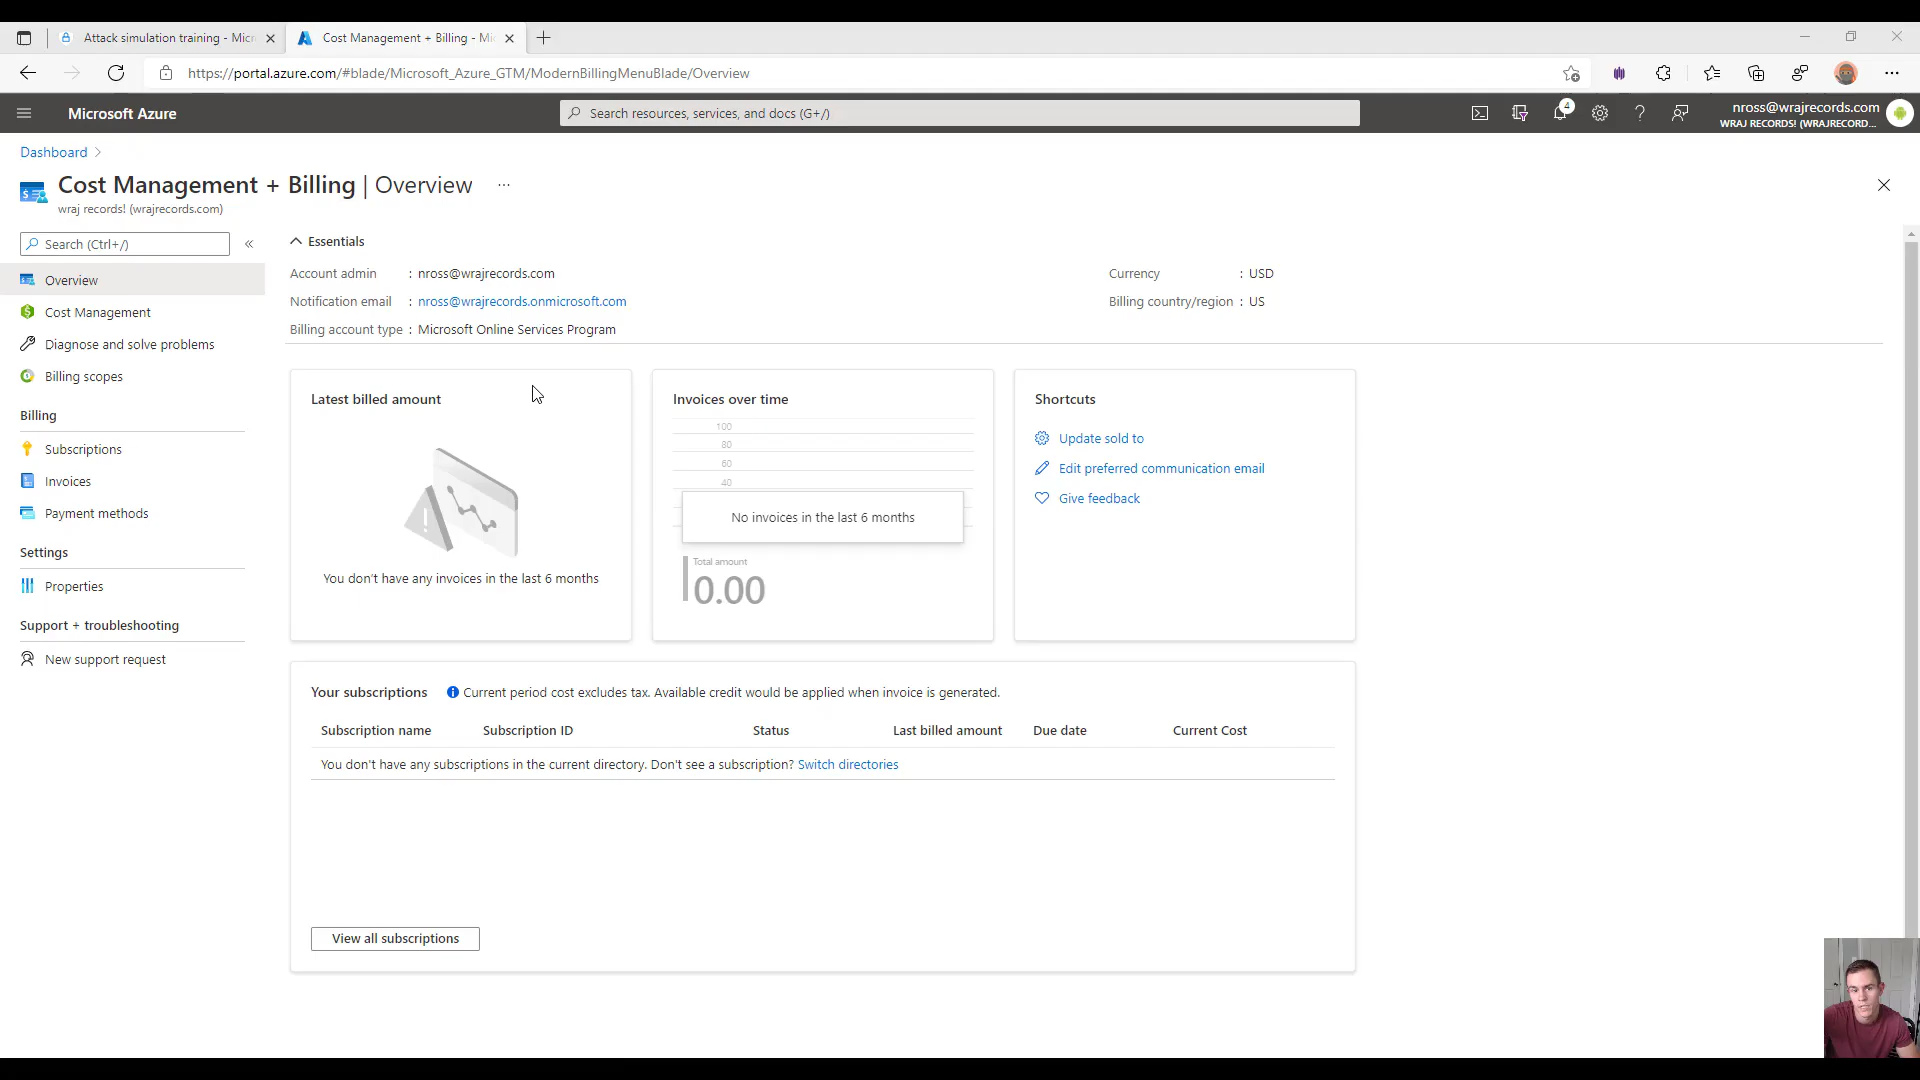 Attack simulation training - Micr
Cost Management + Billing - Mi
https://portal.azure.com/#blade/Microsoft_Azure_GTM/ModernBillingMenuBlade/Overview
Microsoft Azure
Search resources, services, and docs (G+/)
4
nross@wrajrecords.com
WRAJ RECORDS! (WRAJRECORD...
Dashboard
Cost Management + Billing | Overview
...
wraj records! (wrajrecords.com)
Search (Ctrl+/)
«
Overview
Cost Management
Diagnose and solve problems
Billing scopes
Billing
Subscriptions
Invoices
Payment methods
Settings
Properties
Support + troubleshooting
New support request
Essentials
Account admin : nross@wrajrecords.com
Notification email : nross@wrajrecords.onmicrosoft.com
Billing account type : Microsoft Online Services Program
Currency : USD
Billing country/region : US
Latest billed amount
You don't have any invoices in the last 6 months
Invoices over time
100
80
60
40
No invoices in the last 6 months
Total amount
0.00
Shortcuts
Update sold to
Edit preferred communication email
Give feedback
Your subscriptions
Current period cost excludes tax. Available credit would be applied when invoice is generated.
Subscription name Subscription ID Status Last billed amount Due date Current Cost
You don't have any subscriptions in the current directory. Don't see a subscription? Switch directories
View all subscriptions